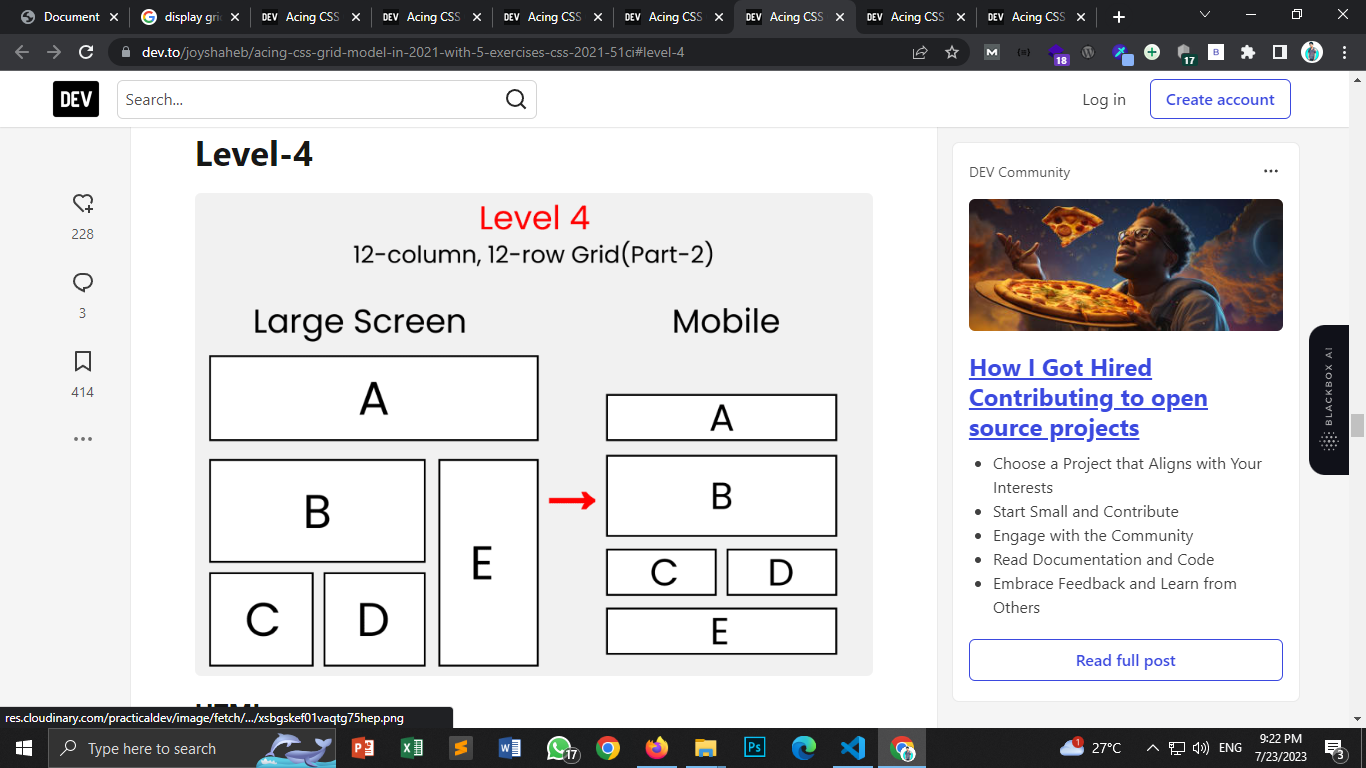 Document
display gri
DEV Acing CSS
DEV Acing CSS
DEV Acing CSS
DEV Acing CSS
DEV Acing CSS
DEV Acing CSS
DEV Acing CSS
dev.to/joyshaheb/acing-css-grid-model-in-2021-with-5-exercises-css-2021-51ci#level-4
M
18
17
B
DEV
Search...
Log in
Create account
228
3
414
Level-4
Level 4
12-column, 12-row Grid(Part-2)
Large Screen
Mobile
A
B
E
C
D
A
B
C
D
E
DEV Community
How I Got Hired
Contributing to open
source projects
Choose a Project that Aligns with Your
Interests
Start Small and Contribute
Engage with the Community
Read Documentation and Code
Embrace Feedback and Learn from
Others
Read full post
BLACKBOX AI
res.cloudinary.com/practicaldev/image/fetch/.../xsbgskef01vaqtg75hep.png
Type here to search
17
Ps
1
27°C
ENG
9:22 PM
7/23/2023
3